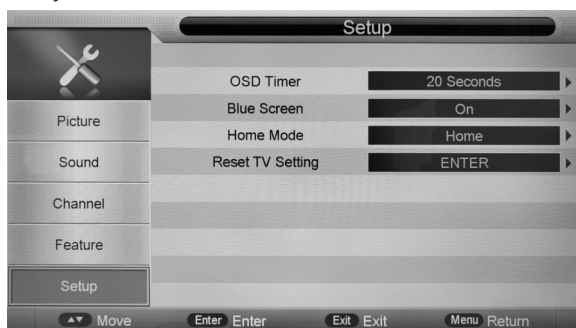 Setup
OSD Timer 20 Seconds
Blue Screen On
Home Mode Home
Reset TV Setting ENTER
Picture
Sound
Channel
Feature
Setup
Move Enter Enter Exit Exit Menu Return